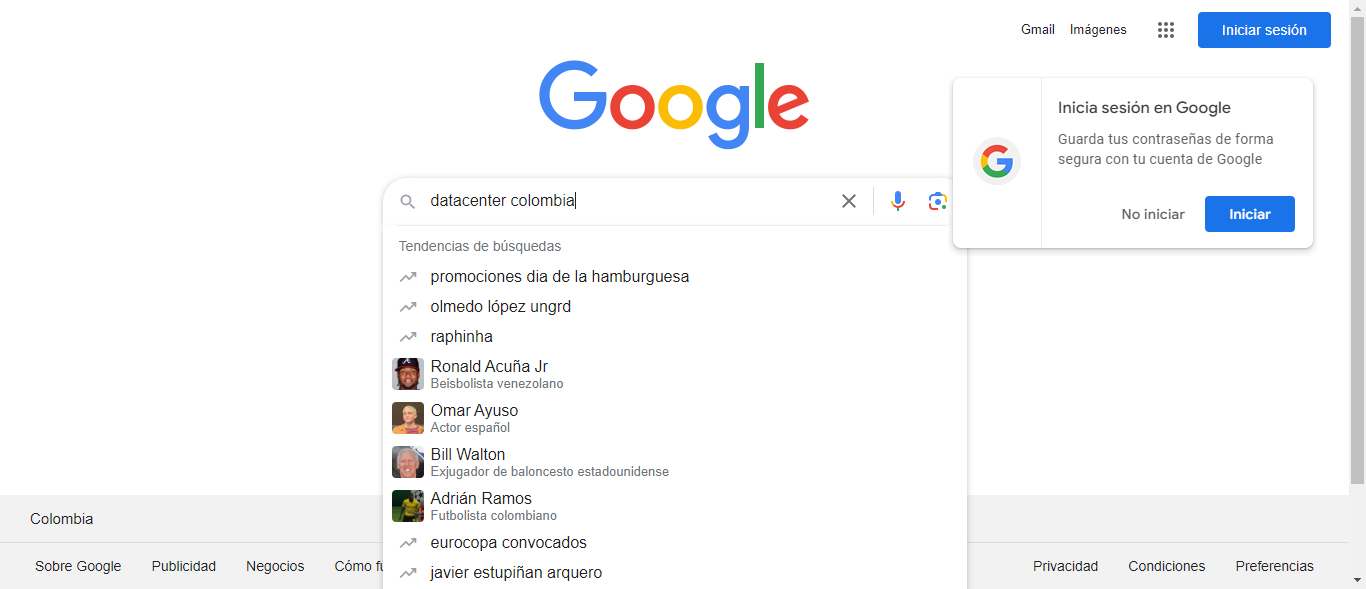 Gmail
Imágenes
Iniciar sesión
Google
Inicia sesión en Google
Guarda tus contraseñas de forma
segura con tu cuenta de Google
No iniciar
Iniciar
datacenter colombia
Tendencias de búsquedas
promociones dia de la hamburguesa
olmedo lópez ungrd
raphinha
Ronald Acuña Jr
Beisbolista venezolano
Omar Ayuso
Actor español
Bill Walton
Exjugador de baloncesto estadounidense
Adrián Ramos
Futbolista colombiano
eurocopa convocados
javier estupiñan arquero
Colombia
Sobre Google
Publicidad
Negocios
Cómo fu
Privacidad
Condiciones
Preferencias